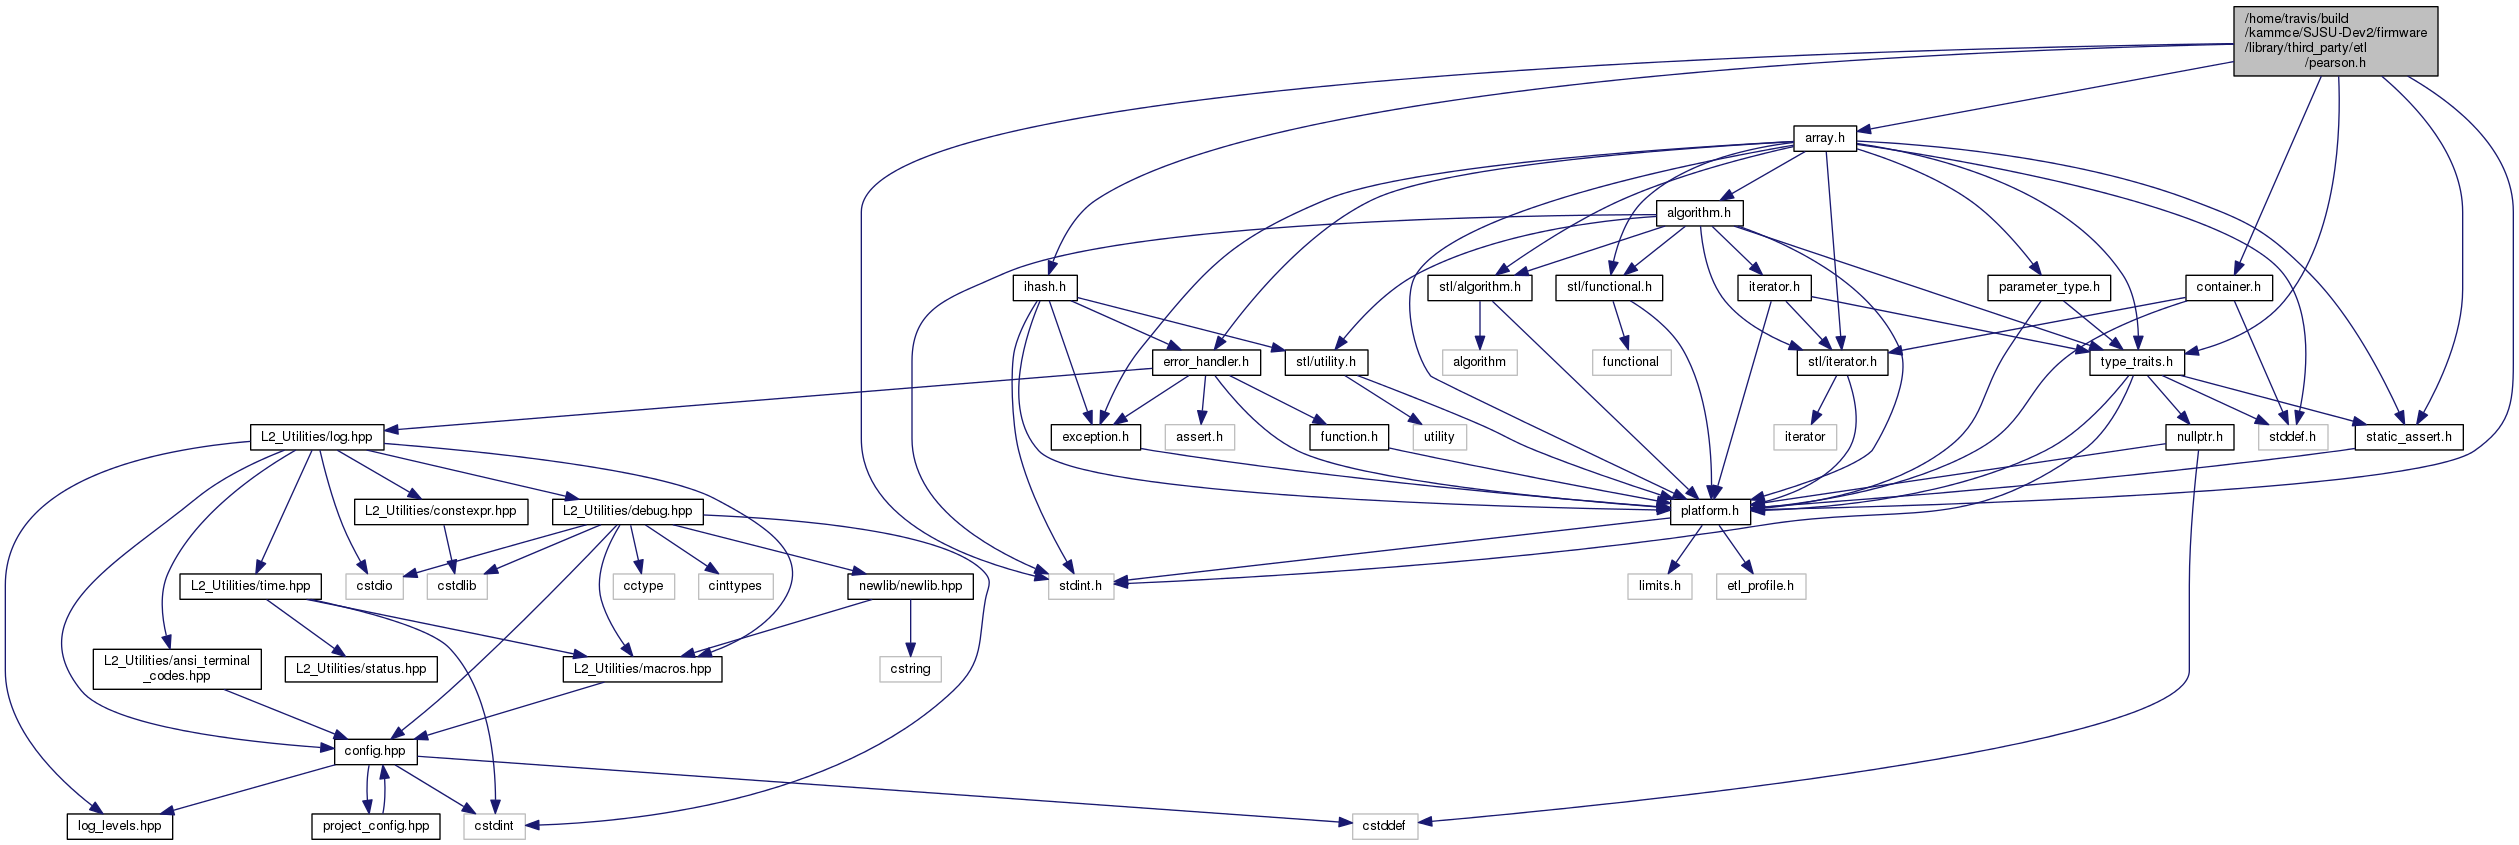 /home/travis/build
/kammce/SJSU-Dev2/firmware
/library/third_party/etl
/pearson.h
array.h
algorithm.h
ihash.h
stl/algorithm.h
stl/functional.h
iterator.h
parameter_type.h
container.h
error_handler.h
stl/utility.h
algorithm
functional
stl/iterator.h
type_traits.h
L2_Utilities/log.hpp
exception.h
assert.h
function.h
utility
iterator
nullptr.h
stddef.h
static_assert.h
L2_Utilities/constexpr.hpp
L2_Utilities/debug.hpp
platform.h
L2_Utilities/time.hpp
cstdio
cstdlib
cctype
cinttypes
newlib/newlib.hpp
stdint.h
limits.h
etl_profile.h
L2_Utilities/ansi_terminal
_codes.hpp
L2_Utilities/status.hpp
L2_Utilities/macros.hpp
cstring
config.hpp
log_levels.hpp
project_config.hpp
cstdint
cstddef